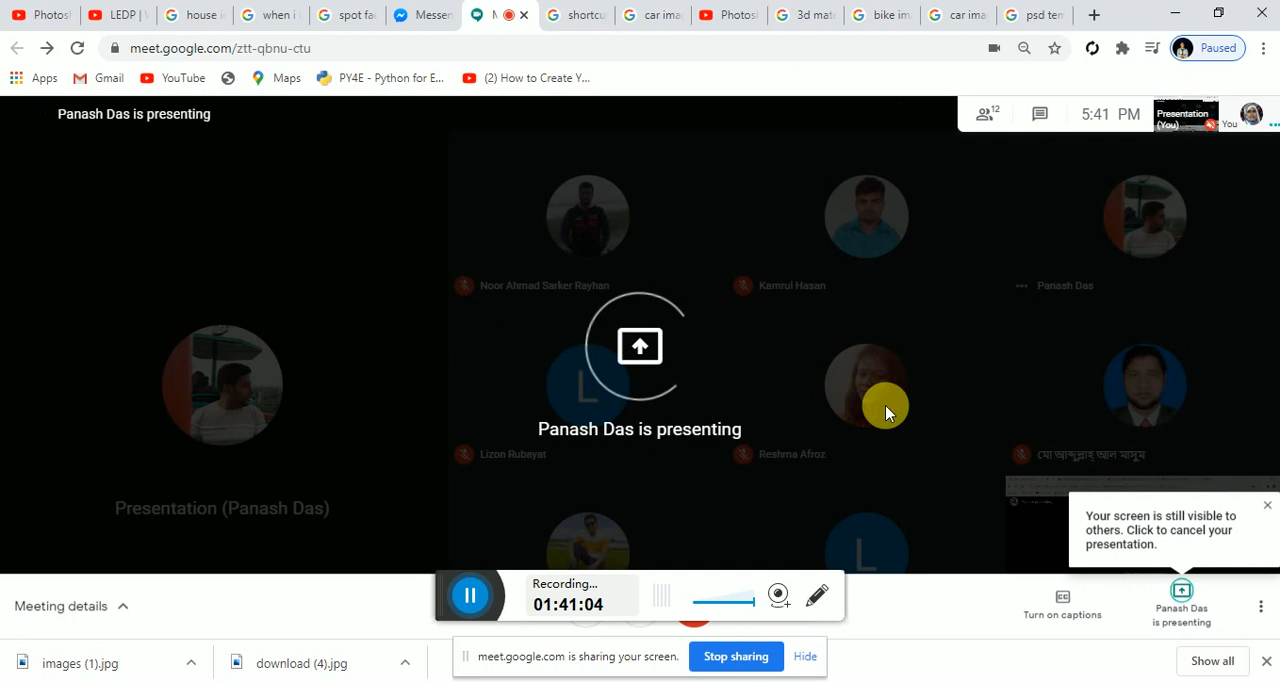 Photosh
LEDP |
house i
when i
spot fac
Messen
shortcu
car ima
Photosh
3d mat
bike im
car ima
psd tem
meet.google.com/ztt-qbnu-ctu
Paused
Apps
Gmail
YouTube
Maps
PY4E - Python for E...
(2) How to Create Y...
Panash Das is presenting
12
5:41 PM
Presentation
(You)
You
Noor Ahmad Sarker Rayhan
Kamrul Hasan
Panash Das
L
Panash Das is presenting
Lizon Rubayat
Reshma Afroz
মো আব্দুল্লাহ্ আল মাসুম
Presentation (Panash Das)
L
Your screen is still visible to
others. Click to cancel your
presentation.
Recording...
01:41:04
Meeting details
Turn on captions
Panash Das
is presenting
images (1).jpg
download (4).jpg
meet.google.com is sharing your screen.
Stop sharing
Hide
Show all